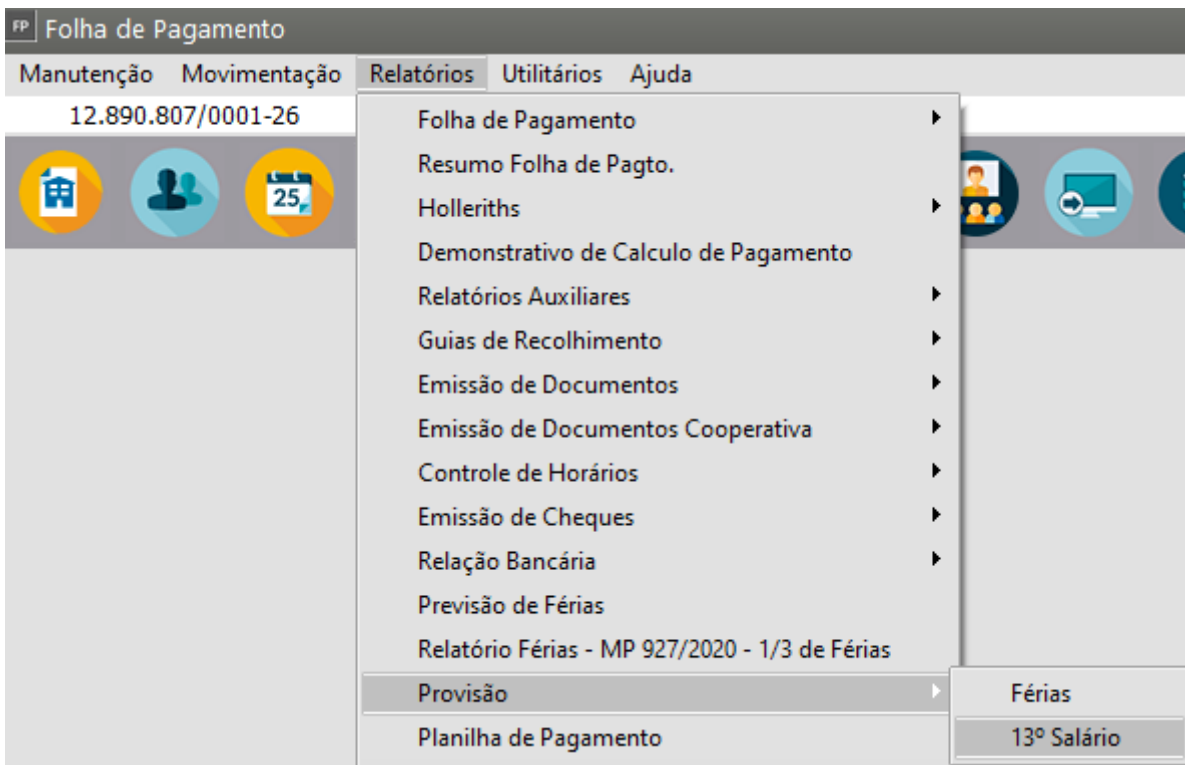 FP Folha de Pagamento
Manutenção Movimentação Relatórios Utilitários Ajuda
12.890.807/0001-26
25
Folha de Pagamento
Resumo Folha de Pagto.
Holleriths
Demonstrativo de Calculo de Pagamento
Relatórios Auxiliares
Guias de Recolhimento
Emissão de Documentos
Emissão de Documentos Cooperativa
Controle de Horários
Emissão de Cheques
Relação Bancária
Previsão de Férias
Relatório Férias - MP 927/2020 - 1/3 de Férias
Provisão
Planilha de Pagamento
Férias
13º Salário